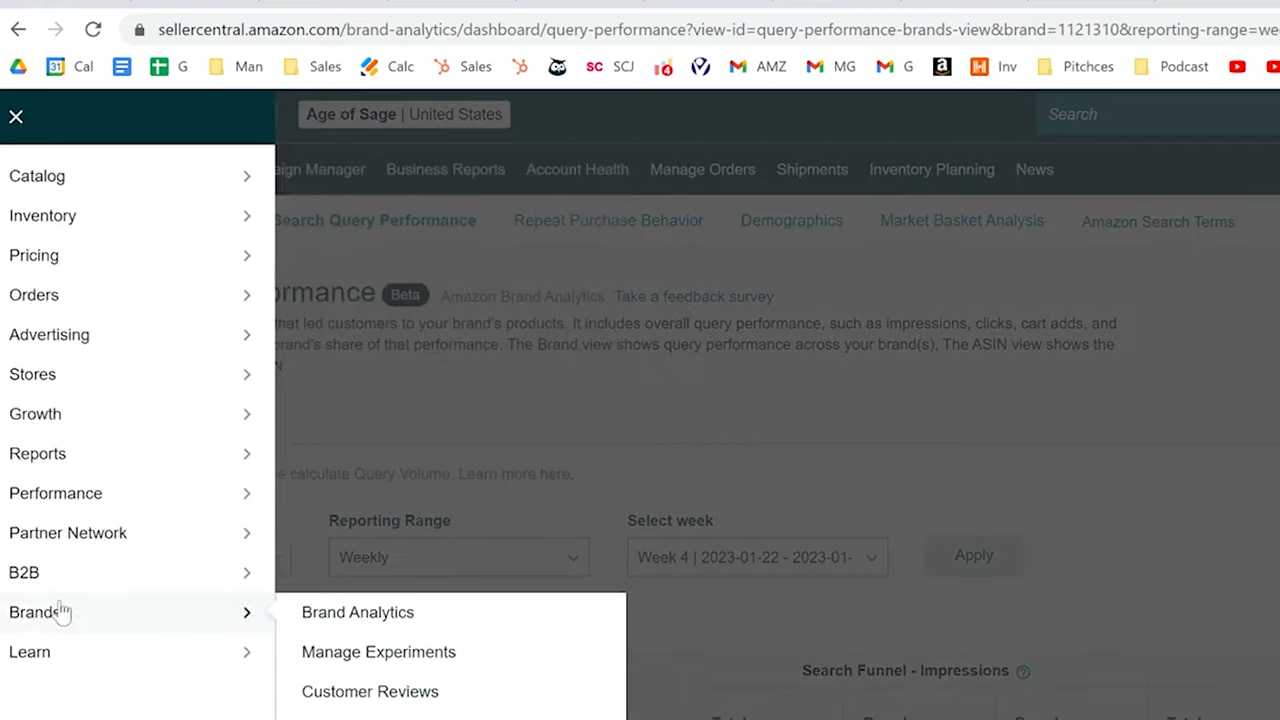 sellercentral.amazon.com/brand-analytics/dashboard/query-performance?view-id=query-performance-brands-view&brand=1121310&reporting-range=we
31 Cal G Man Sales Calc Sales SC SCJ 4 AMZ MG G a Inv Pitchces Podcast
Age of Sage | United States
Search
Catalog
Inventory
Pricing
Orders
Advertising
Stores
Growth
Reports
Performance
Partner Network
B2B
Brands
Learn
Brand Analytics
Manage Experiments
Customer Reviews
aign Manager Business Reports Account Health Manage Orders Shipments Inventory Planning News
Search Query Performance Repeat Purchase Behavior Demographics Market Basket Analysis Amazon Search Terms
ormance Beta Amazon Brand Analytics Take a feedback survey
that led customers to your brand's products. It includes overall query performance, such as impressions, clicks, cart adds, and
brand's share of that performance. The Brand view shows query performance across your brand(s). The ASIN view shows the
N.
e calculate Query Volume. Learn more here.
Reporting Range
Select week
Weekly
Week 4 | 2023-01-22 - 2023-01-
Apply
Search Funnel - Impressions ?